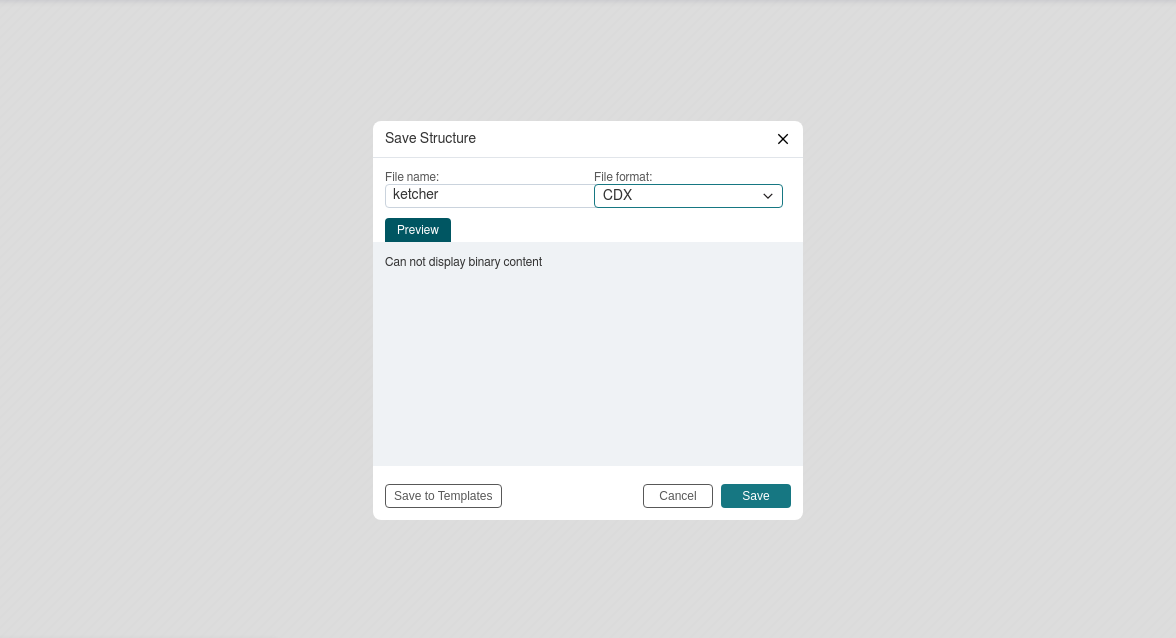 Save Structure
File name:
File format:
ketcher
CDX
Preview
Can not display binary content
Save to Templates
Cancel
Save